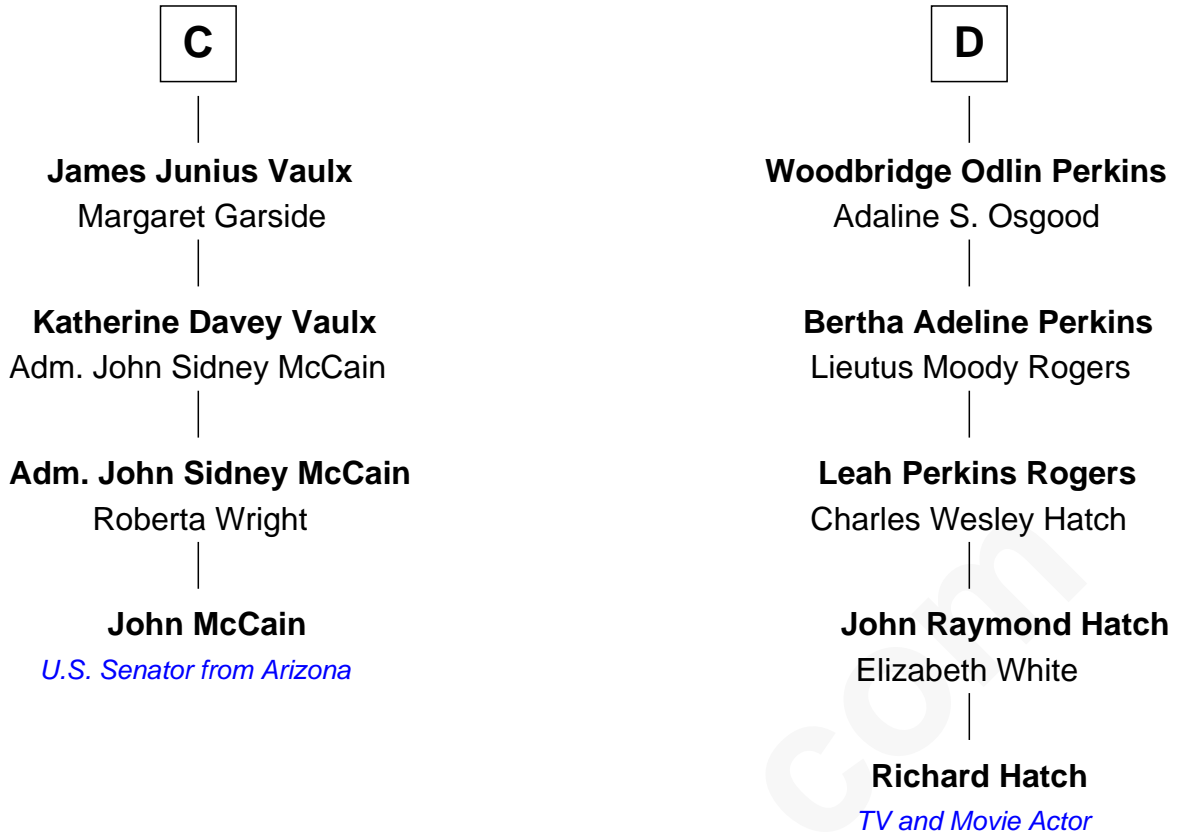 C
James Junius Vaulx
Margaret Garside
Katherine Davey Vaulx
Adm. John Sidney McCain
Adm. John Sidney McCain
Roberta Wright
John McCain
U.S. Senator from Arizona
D
Woodbridge Odlin Perkins
Adaline S. Osgood
Bertha Adeline Perkins
Lieutus Moody Rogers
Leah Perkins Rogers
Charles Wesley Hatch
John Raymond Hatch
Elizabeth White
Richard Hatch
TV and Movie Actor
com